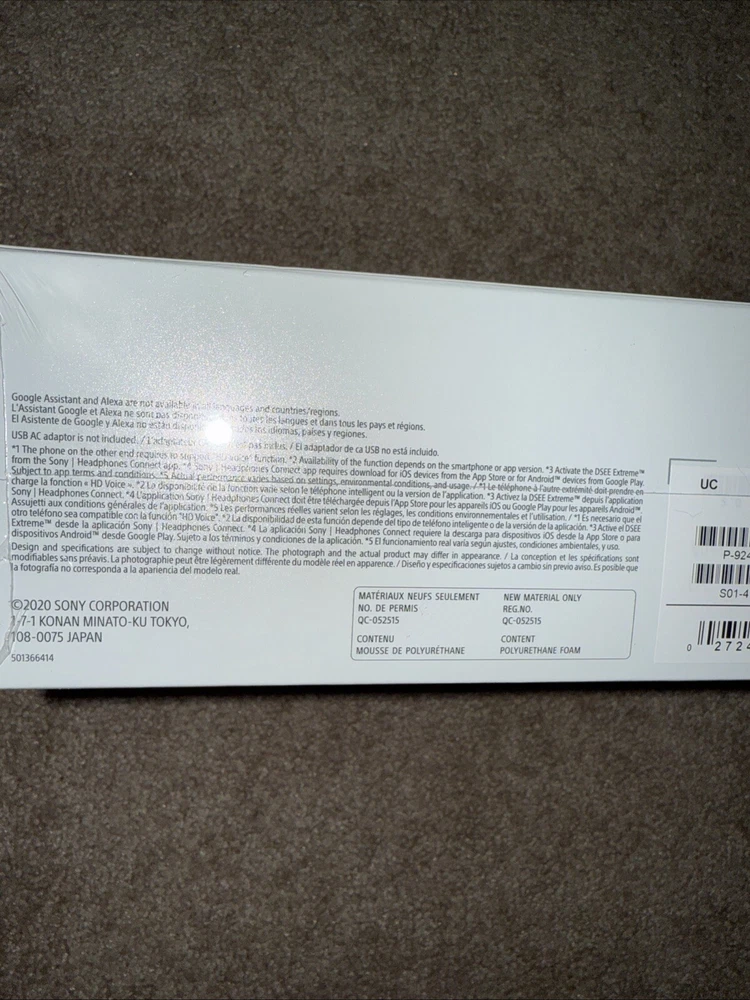 Google Assistant and Alexa are not available in all languages and countries/regions.
L'Assistant Google et Alexa ne sont pas toutes les langues et dans tous les pays et régions.
El Asistente de Google y Alexa no están idiomas, países y regiones.
USB AC adaptor is not included. / pas inclus. / El adaptador de ca USB no está incluido.
*1 The phone on the other end requires to support "HD Voice" function. *2 Availability of the function depends on the smartphone or app version. *3 Activate the DSEE Extreme™
from the Sony | Headphones Connect app. *4 Sony | Headphones Connect app requires download for iOS devices from the App Store or for Android™ devices from Google Play.
Subject to app terms and conditions. *5 Actual performance varies based on settings, environmental conditions, and usage. / *1 Le téléphone à l'autre extrémité doit prendre en
charge la fonction « HD Voice ». *2 La disponibilité de la fonction varie selon le téléphone intelligent ou la version de l'application. *3 Activez la DSEE Extreme™ depuis l'application
Sony | Headphones Connect. *4 L'application Sony | Headphones Connect doit être téléchargée depuis l'App Store pour les appareils iOS ou Google Play pour les appareils Android™.
Assujetti aux conditions générales de l'application. *5 Les performances réelles varient selon les réglages, les conditions environnementales et l'utilisation. / *1 Es necesario que el
otro teléfono sea compatible con la función "HD Voice". *2 La disponibilidad de esta función depende del tipo de teléfono inteligente o de la versión de la aplicación. *3 Active el DSEE
Extreme™ desde la aplicación Sony | Headphones Connect. *4 La aplicación Sony | Headphones Connect requiere la descarga para dispositivos iOS desde la App Store o para
dispositivos Android™ desde Google Play. Sujeto a los términos y condiciones de la aplicación. *5 El funcionamiento real varía según ajustes, condiciones ambientales, y uso.
Design and specifications are subject to change without notice. The photograph and the actual product may differ in appearance. / La conception et les spécifications sont
modifiables sans préavis. La photographie peut être légèrement différente du modèle réel en apparence. / Diseño y especificaciones sujetos a cambio sin previo aviso. Es posible que
la fotografía no corresponda a la apariencia del modelo real.
©2020 SONY CORPORATION
1-7-1 KONAN MINATO-KU TOKYO,
108-0075 JAPAN
501366414
MATÉRIAUX NEUFS SEULEMENT
NO. DE PERMIS
QC-052515
CONTENU
MOUSSE DE POLYURÉTHANE
NEW MATERIAL ONLY
REG.NO.
QC-052515
CONTENT
POLYURETHANE FOAM
UC
P-924
S01-4
0 2724